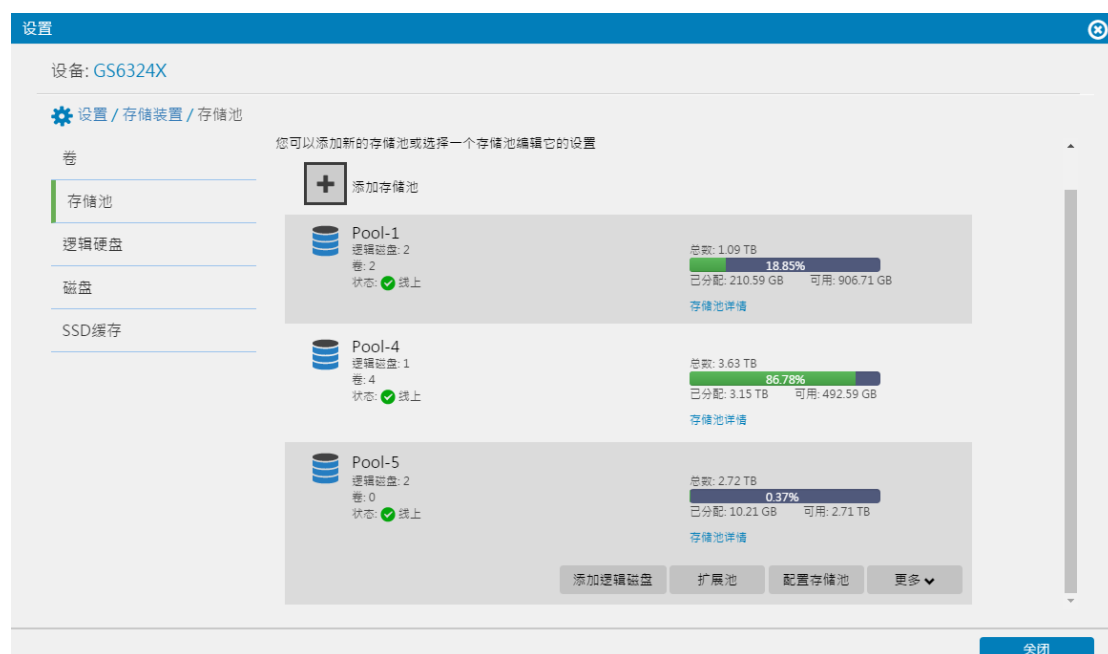 设置
设备: GS6324X
设置 / 存储装置 / 存储池
您可以添加新的存储池或选择一个存储池编辑它的设置
卷
存储池
逻辑硬盘
磁盘
SSD缓存
添加存储池
Pool-1
逻辑磁盘: 2
卷: 2
状态: 线上
总数: 1.09 TB
18.85%
已分配: 210.59 GB 可用: 906.71 GB
存储池详情
Pool-4
逻辑磁盘: 1
卷: 4
状态: 线上
总数: 3.63 TB
86.78%
已分配: 3.15 TB 可用: 492.59 GB
存储池详情
Pool-5
逻辑磁盘: 2
卷: 0
状态: 线上
总数: 2.72 TB
0.37%
已分配: 10.21 GB 可用: 2.71 TB
存储池详情
添加逻辑磁盘 扩展池 配置存储池 更多
关闭